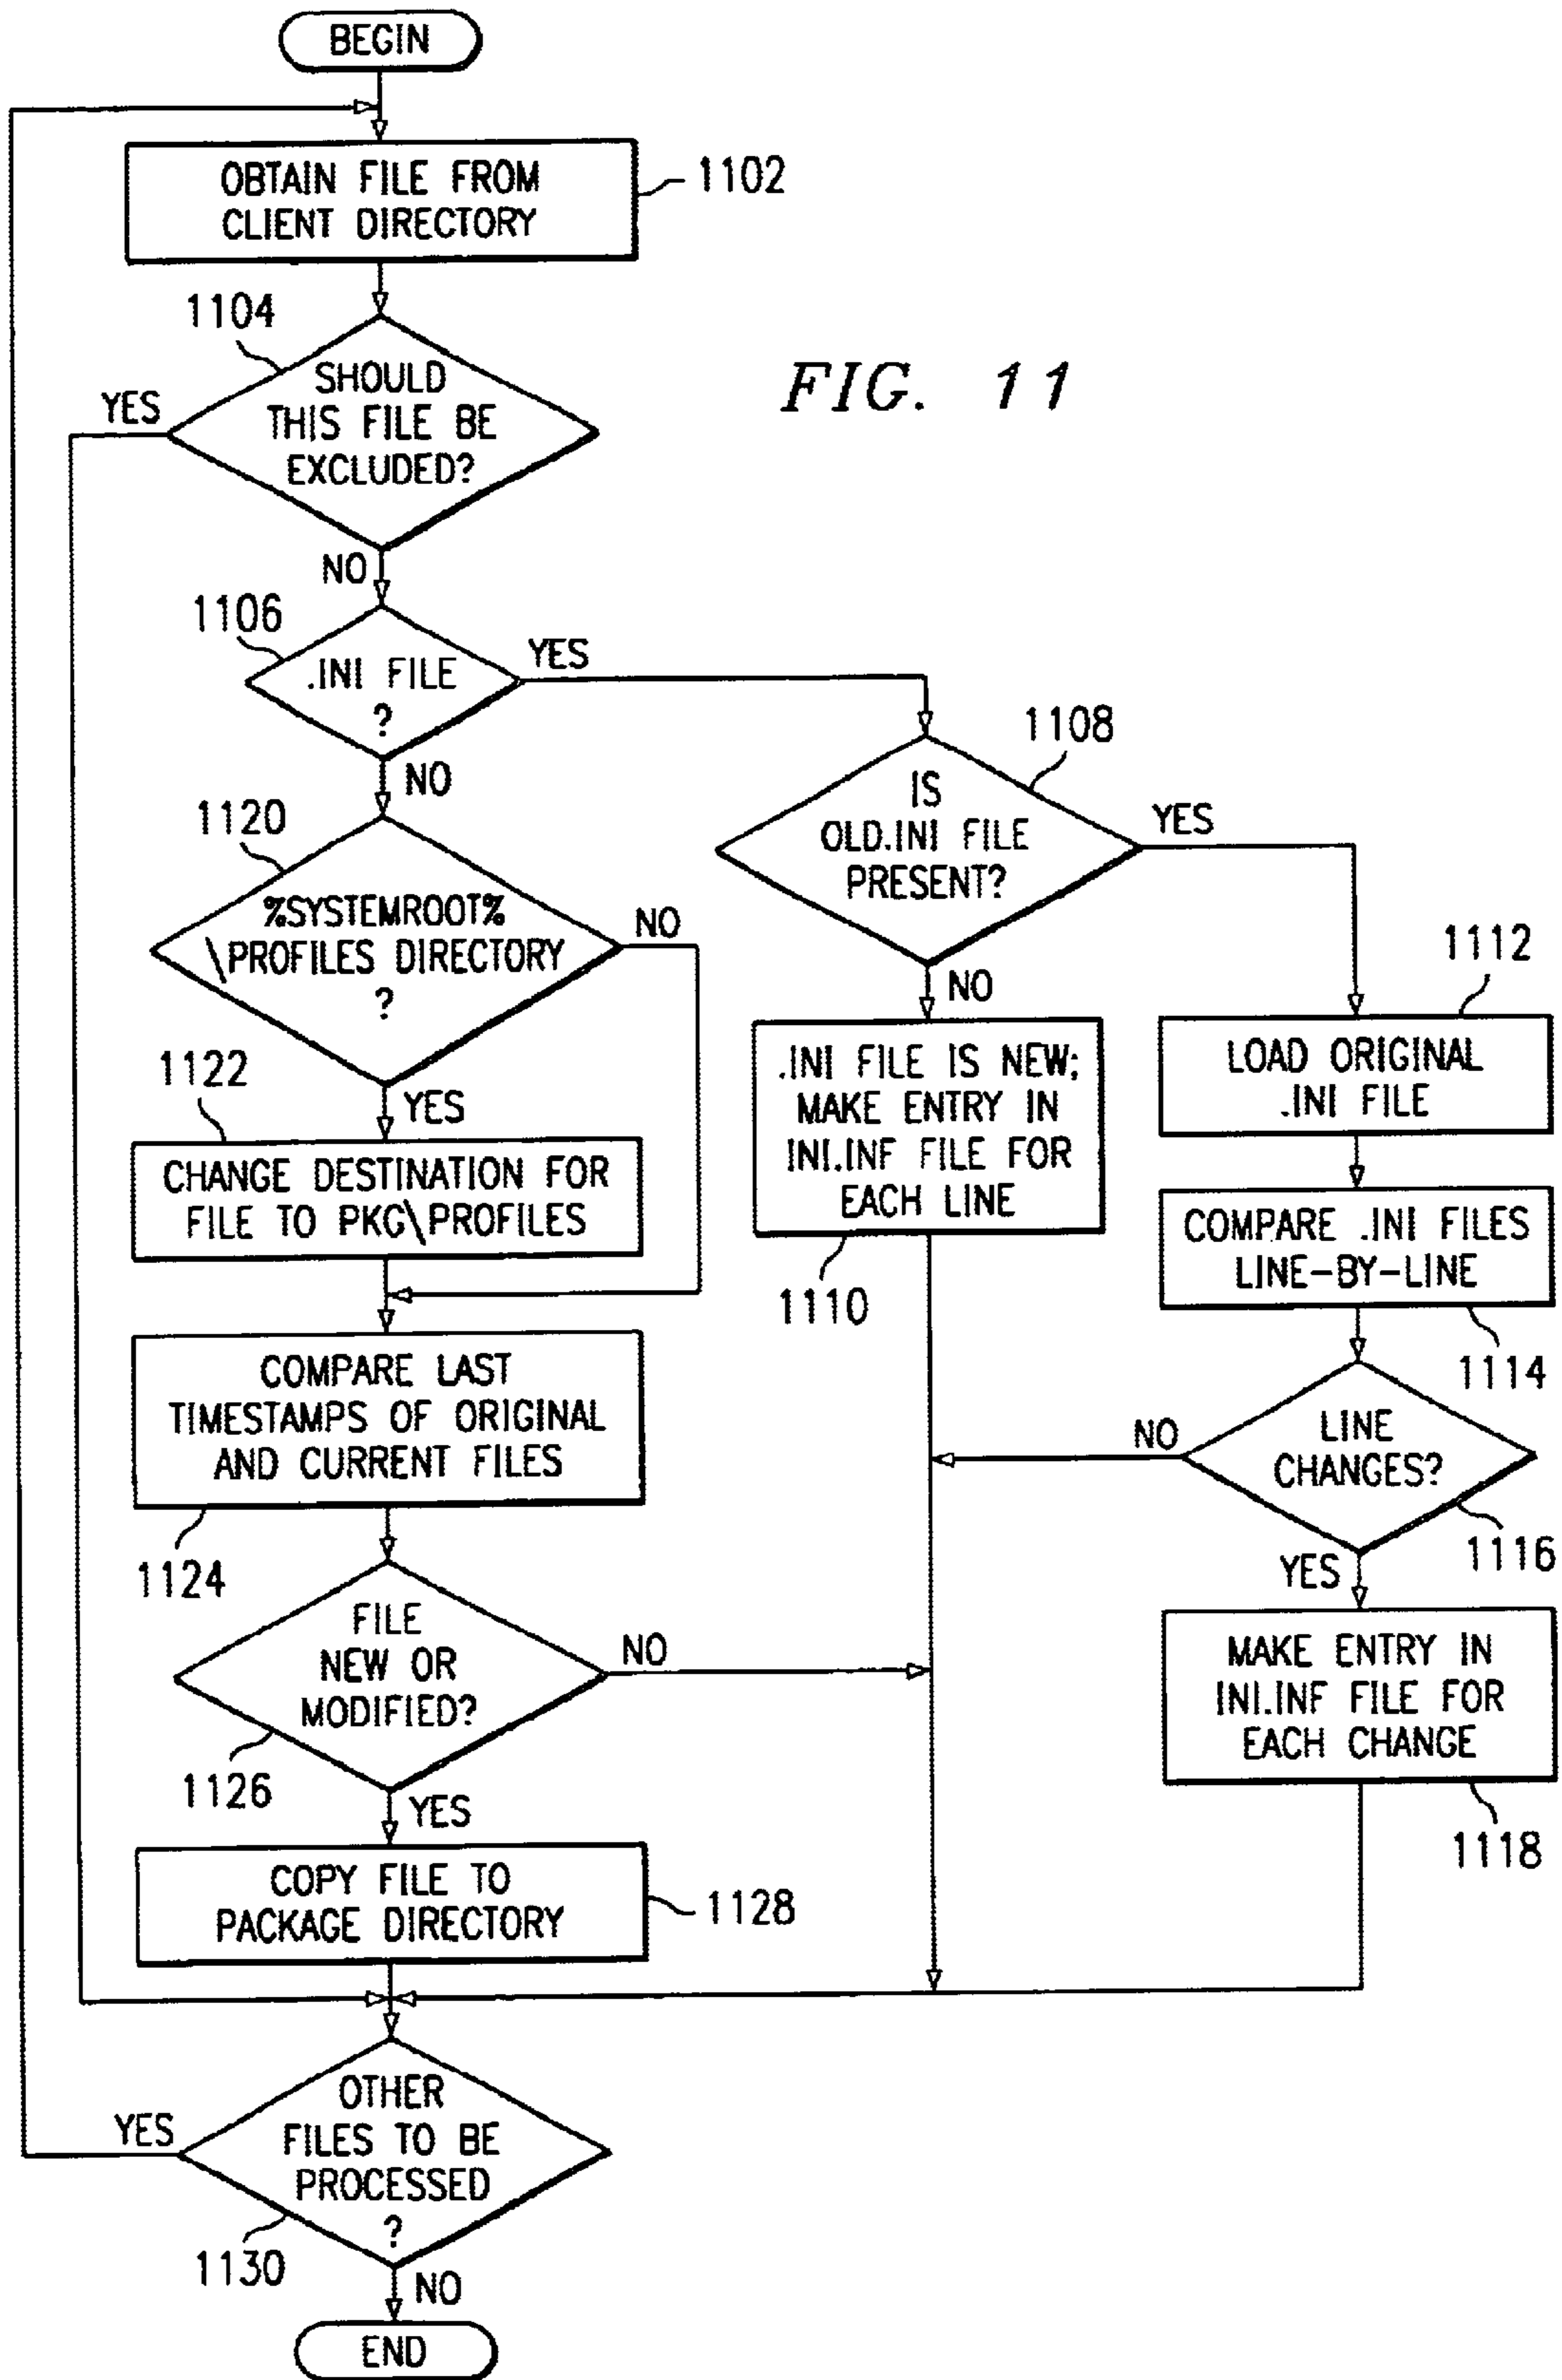 BEGIN
OBTAIN FILE FROM
CLIENT DIRECTORY
1102
1104
SHOULD
THIS FILE BE
EXCLUDED?
YES
NO
FIG. 11
1106
.INI FILE
?
YES
NO
1108
IS
OLD.INI FILE
PRESENT?
YES
NO
1120
%SYSTEMROOT%
\PROFILES DIRECTORY
?
NO
YES
1122
CHANGE DESTINATION FOR
FILE TO PKG\PROFILES
.INI FILE IS NEW;
MAKE ENTRY IN
INI.INF FILE FOR
EACH LINE
1110
1112
LOAD ORIGINAL
.INI FILE
COMPARE .INI FILES
LINE-BY-LINE
1114
COMPARE LAST
TIMESTAMPS OF ORIGINAL
AND CURRENT FILES
1124
LINE
CHANGES?
NO
YES
1116
FILE
NEW OR
MODIFIED?
NO
YES
1126
MAKE ENTRY IN
INI.INF FILE FOR
EACH CHANGE
1118
COPY FILE TO
PACKAGE DIRECTORY
1128
OTHER
FILES TO BE
PROCESSED
?
YES
1130
NO
END